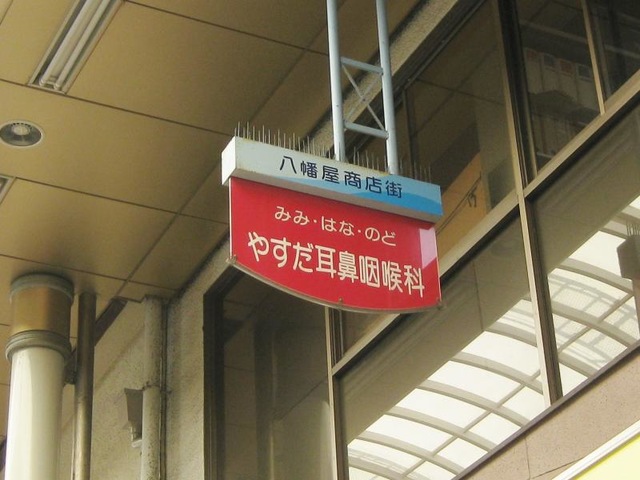 八幡屋商店街
みみ・はな・のど
やすだ耳鼻咽喉科